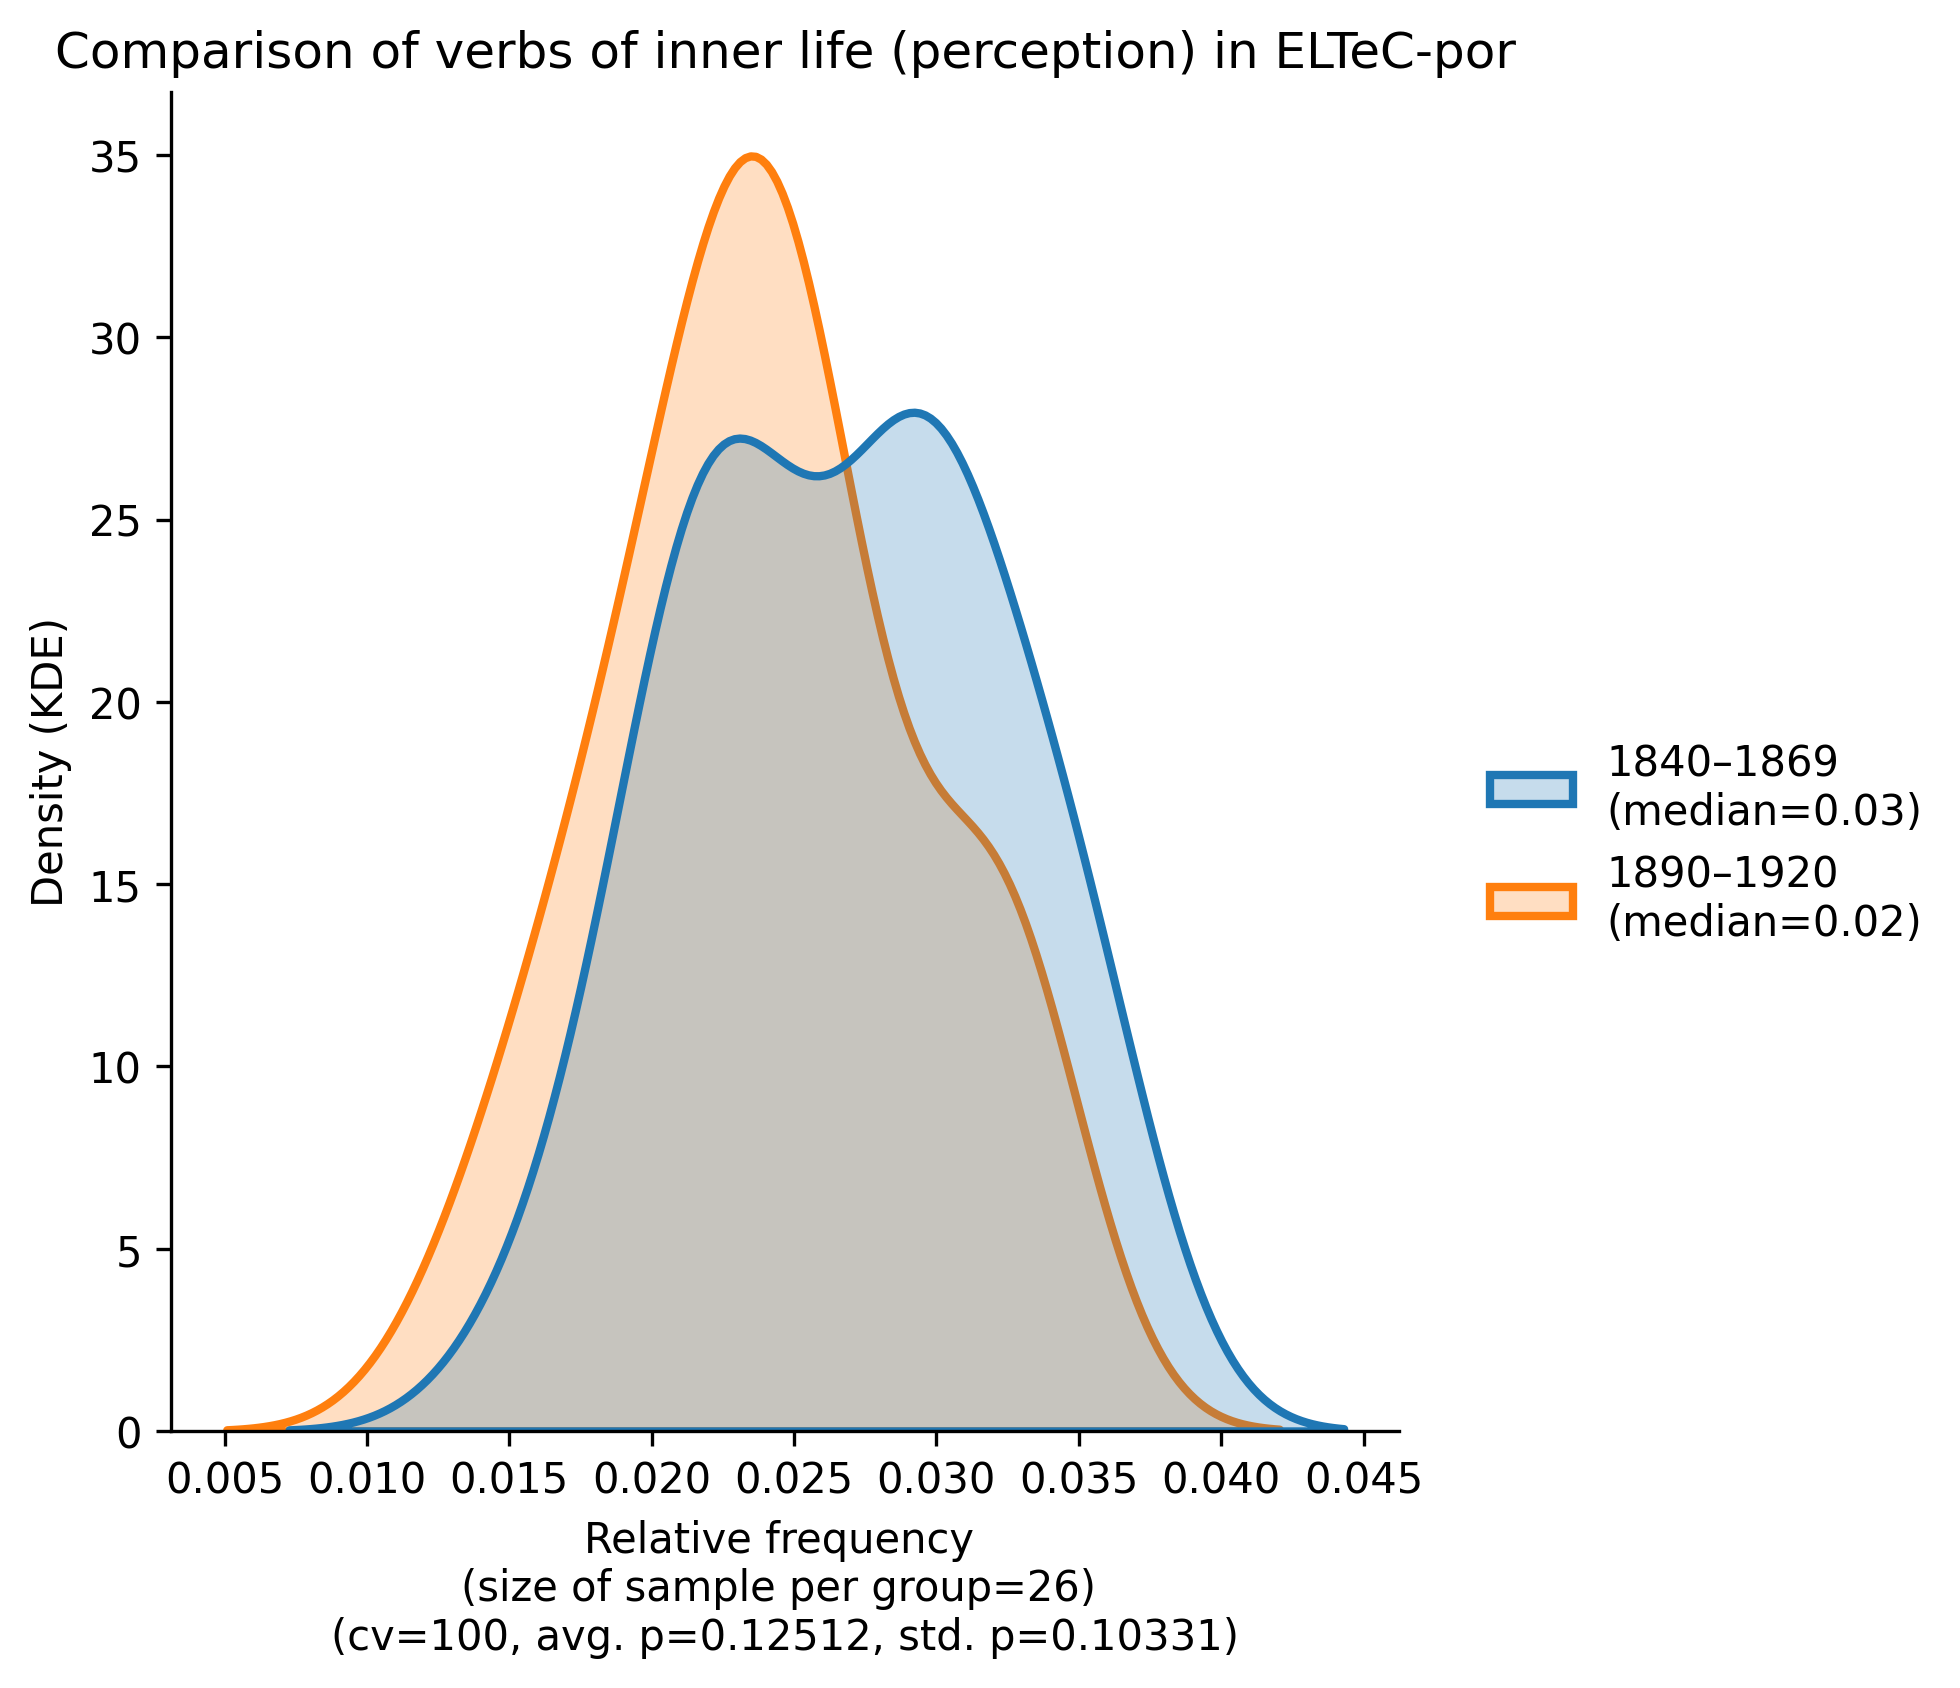 Comparison of verbs of inner life (perception) in ELTeC-por
Density (KDE)
35
30
25
20
15
10
5
0
0.005 0.010 0.015 0.020 0.025 0.030 0.035 0.040 0.045
Relative frequency
(size of sample per group=26)
(cv=100, avg. p=0.12512, std. p=0.10331)
1840–1869
(median=0.03)
1890–1920
(median=0.02)